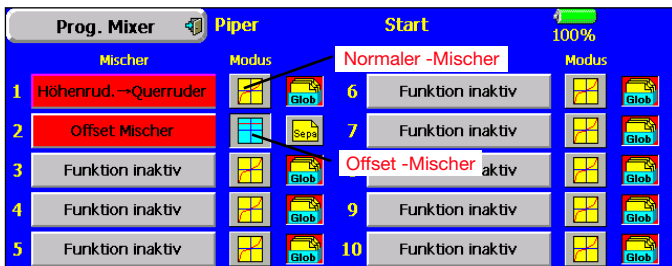 Prog. Mixer Piper Start 100%
Mischer Modus Normaler -Mischer Modus
1 Höhenrud.→Querruder Glob 6 Funktion inaktiv Glob
2 Offset Mischer Sepa 7 Funktion inaktiv Glob
Offset -Mischer
3 Funktion inaktiv Glob aktiv Glob
4 Funktion inaktiv Glob 9 Funktion inaktiv Glob
5 Funktion inaktiv Glob 10 Funktion inaktiv Glob